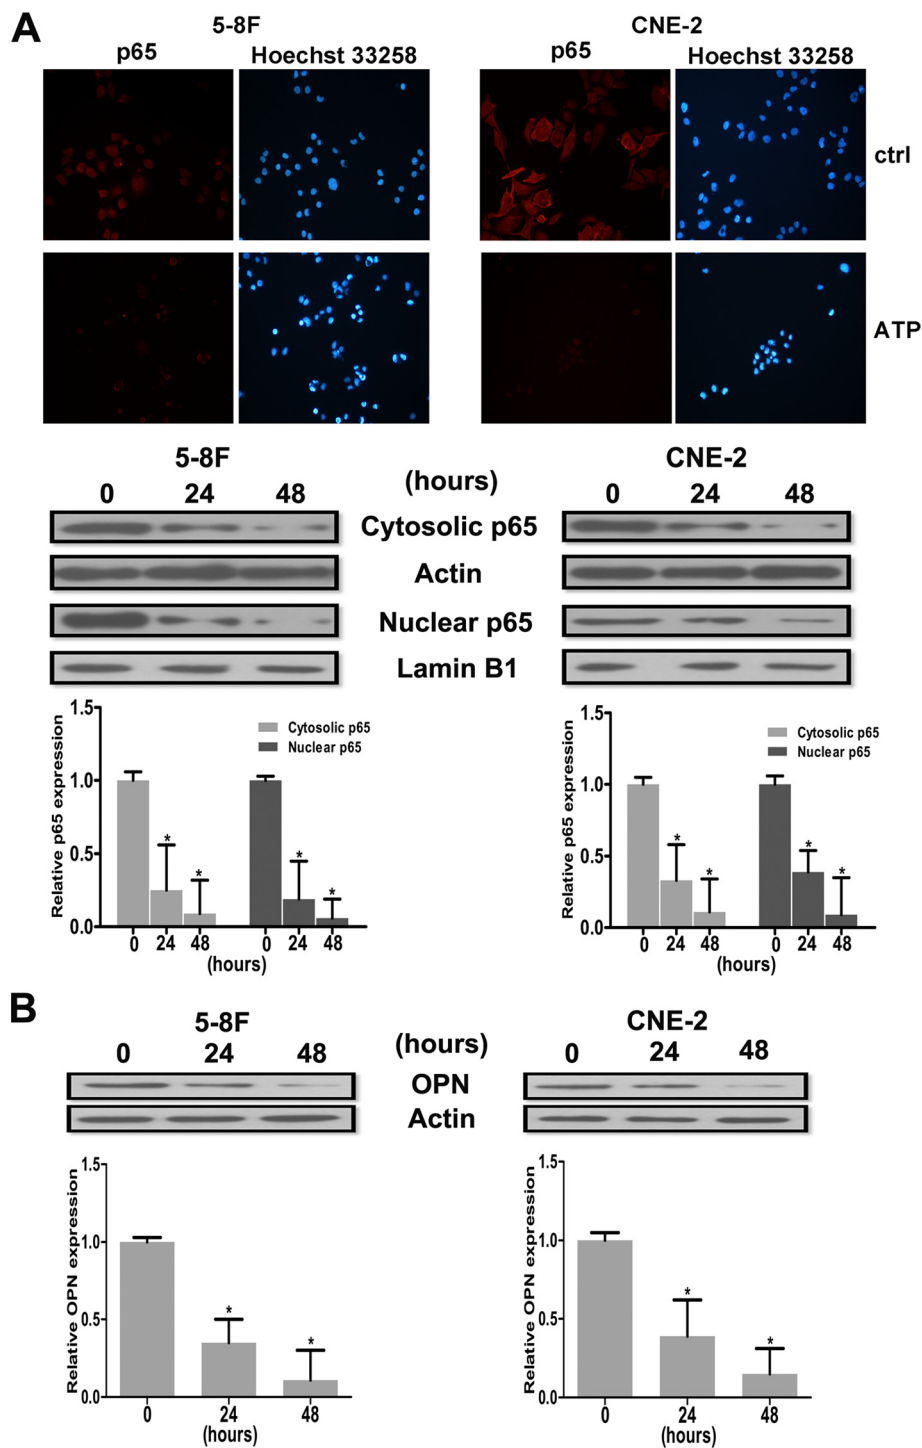 A
5-8F
CNE-2
p65
Hoechst 33258
p65
Hoechst 33258
ctrl
ATP
5-8F
CNE-2
0 24 48
(hours)
0 24 48
Cytosolic p65
Actin
Nuclear p65
Lamin B1
Relative p65 expression
1.5
1.0
0.5
0.0
Cytosolic p65
Nuclear p65
* * * *
0 24 48 0 24 48
(hours)
Relative p65 expression
1.5
1.0
0.5
0.0
Cytosolic p65
Nuclear p65
* * * *
0 24 48 0 24 48
(hours)
B
5-8F
CNE-2
0 24 48
(hours)
0 24 48
OPN
Actin
Relative OPN expression
1.5
1.0
0.5
0.0
* *
0 24 48
(hours)
Relative OPN expression
1.5
1.0
0.5
0.0
* *
0 24 48
(hours)